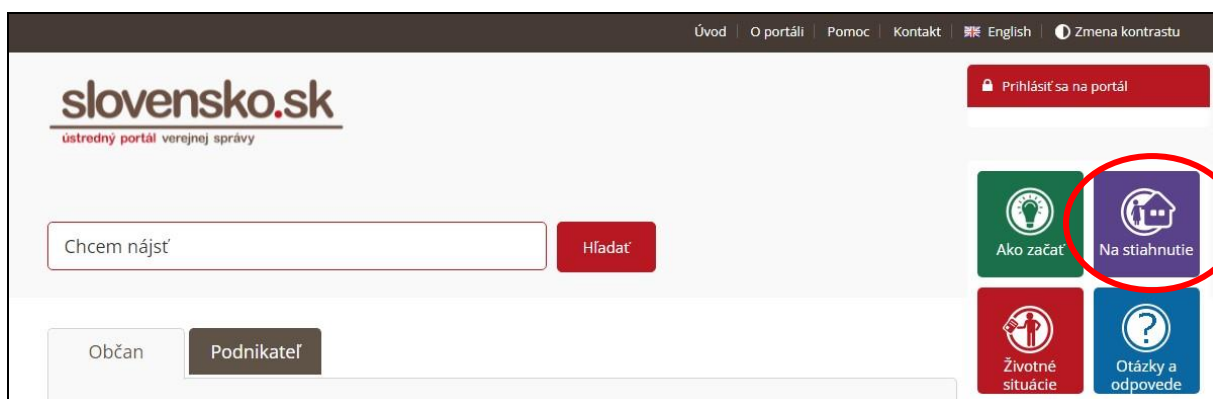 Úvod | O portáli | Pomoc | Kontakt | English | Zmena kontrastu
Prihlásiť sa na portál
slovensko.sk
ústredný portál verejnej správy
Chcem nájsť
Hľadať
Ako začať
Na stiahnutie
Občan
Podnikateľ
Životné
situácie
Otázky a
odpovede